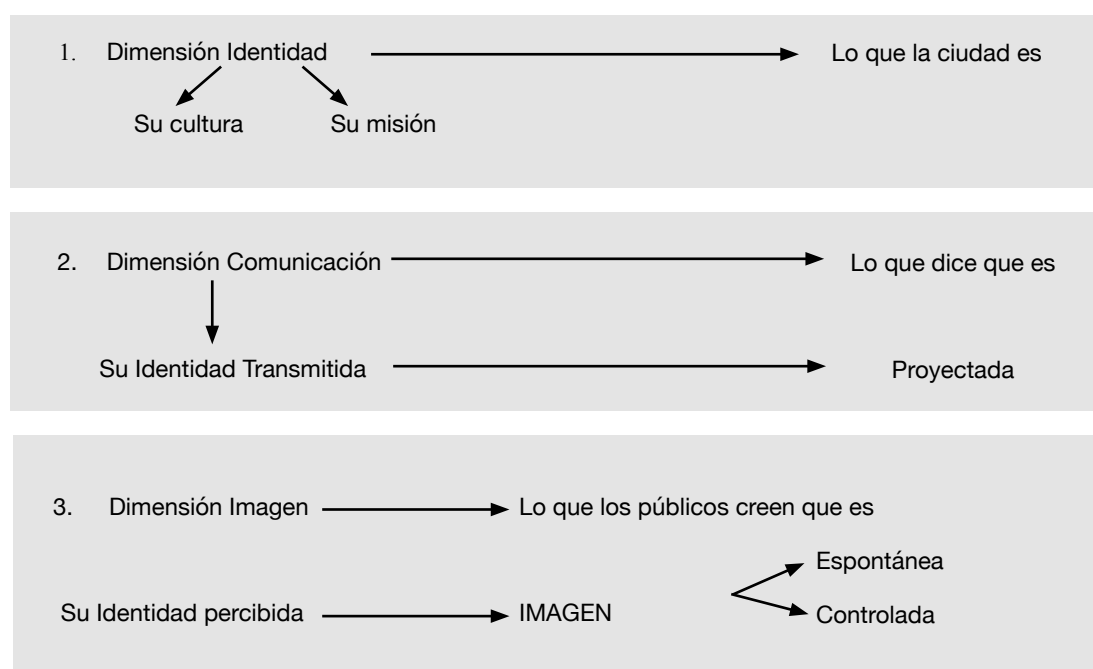 1. Dimensión Identidad Lo que la ciudad es
Su cultura Su misión
2. Dimensión Comunicación Lo que dice que es
Su Identidad Transmitida Proyectada
3. Dimensión Imagen Lo que los públicos creen que es
Espontánea
Su Identidad percibida IMAGEN
Controlada